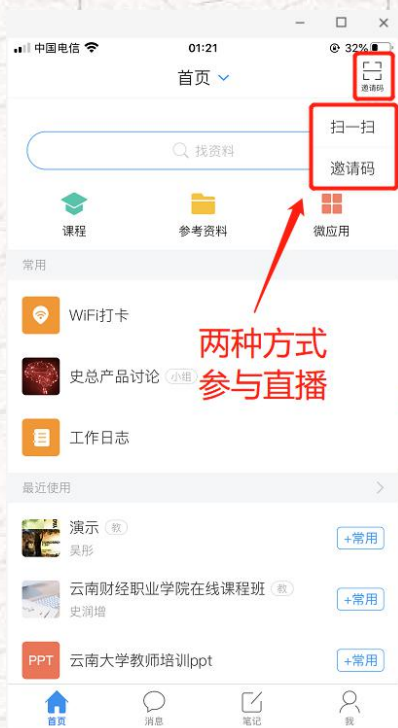 中国电信 01:21 32%
首页
邀请码
扫一扫
邀请码
找资料
课程 参考资料 微应用
常用
WiFi打卡
两种方式
史总产品讨论 小组
参与直播
工作日志
最近使用
演示 教
吴彤
+常用
云南财经职业学院在线课程班 教
史润增
+常用
PPT 云南大学教师培训ppt +常用
首页 消息 笔记 我